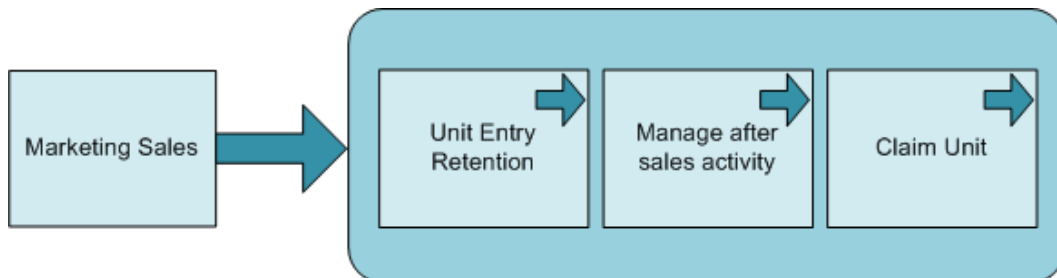 Marketing Sales
Unit Entry
Retention
Manage after
sales activity
Claim Unit